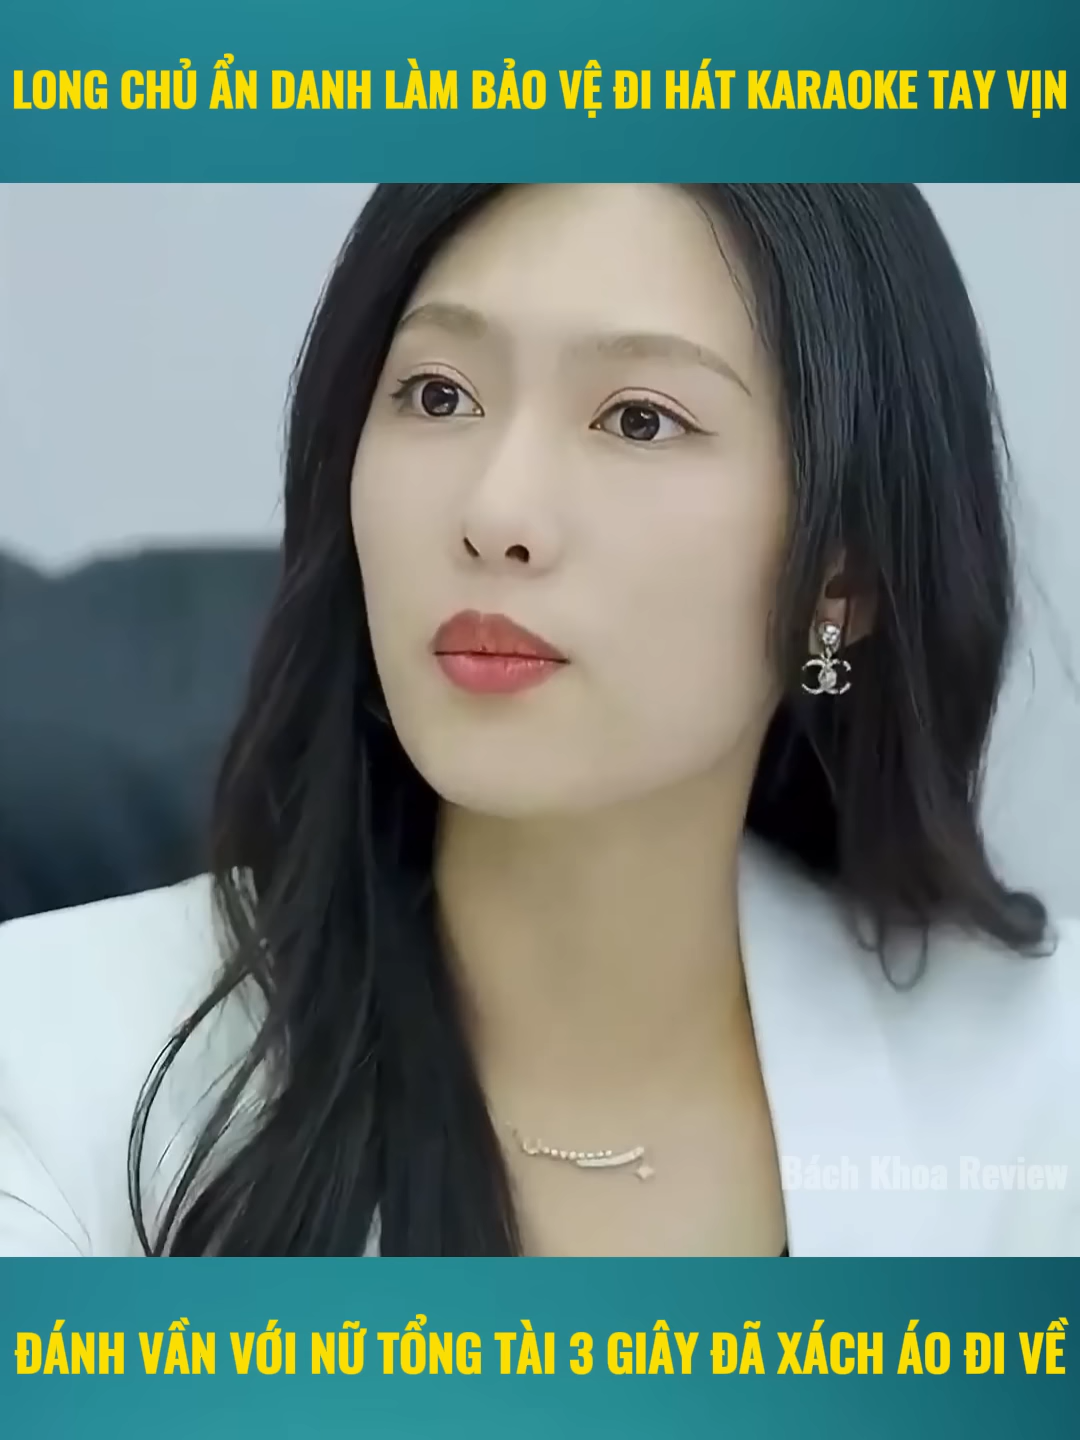 LONG CHỦ ẨN DANH LÀM BẢO VỆ ĐI HÁT KARAOKE TAY VỊN
Bách Khoa Review
ĐÁNH VẦN VỚI NỮ TỔNG TÀI 3 GIÂY ĐÃ XÁCH ÁO ĐI VỀ